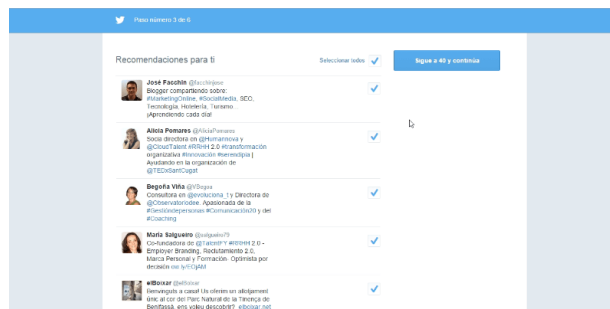 Paso número 3 de 6
Recomendaciones para ti
Seleccionar todos
Sigue a 40 y continúa
José Facchin @facchinjose
Blogger compartiendo sobre:
#MarketingOnline, #SocialMedia, SEO,
Tecnología, Hotelería, Turismo.
¡Aprendiendo cada día!
Alicia Pomares @AliciaPomares
Socia directora en @Humannova y
@CloudTalent #RRHH 2.0 #transformación
organizativa #Innovación #serendipia |
Ayudando en la organización de
@TEDxSantCugat
Begoña Viña @VBegoa
Consultora en @evoluciona_t y Directora de
@Observatoriodee. Apasionada de la
#Gestióndepersonas #Comunicación20 y del
#Coaching
María Salgueiro @salgueiro79
Co-fundadora de @TalentFY #RRHH 2.0 -
Employer Branding, Reclutamiento 2.0,
Marca Personal y Formación. Optimista por
decisión ow.ly/EOjAM
elBoixar @elBoixar
Benvinguts a casa! Us oferim un allotjament
únic al cor del Parc Natural de la Tinença de
Benifassà, ens voleu descobrir? elboixar.net